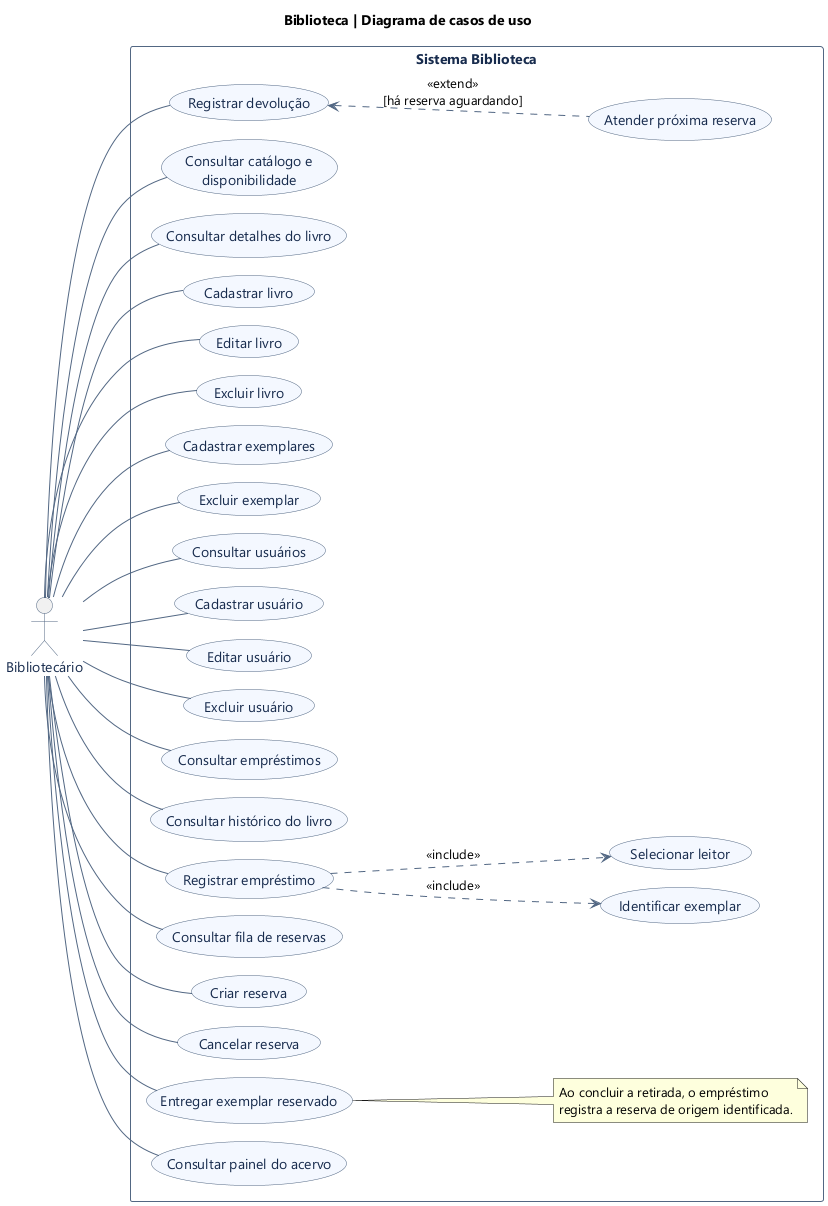 Biblioteca | Diagrama de casos de uso
Sistema Biblioteca
«extend»
[há reserva aguardando]
Registrar devolução
Atender próxima reserva
Consultar catálogo e
disponibilidade
Consultar detalhes do livro
Cadastrar livro
Editar livro
Excluir livro
Cadastrar exemplares
Excluir exemplar
Consultar usuários
Cadastrar usuário
Editar usuário
Bibliotecário
Excluir usuário
Consultar empréstimos
Consultar histórico do livro
«include»
Selecionar leitor
Registrar empréstimo
«include»
Identificar exemplar
Consultar fila de reservas
Criar reserva
Cancelar reserva
Entregar exemplar reservado
Ao concluir a retirada, o empréstimo
registra a reserva de origem identificada.
Consultar painel do acervo